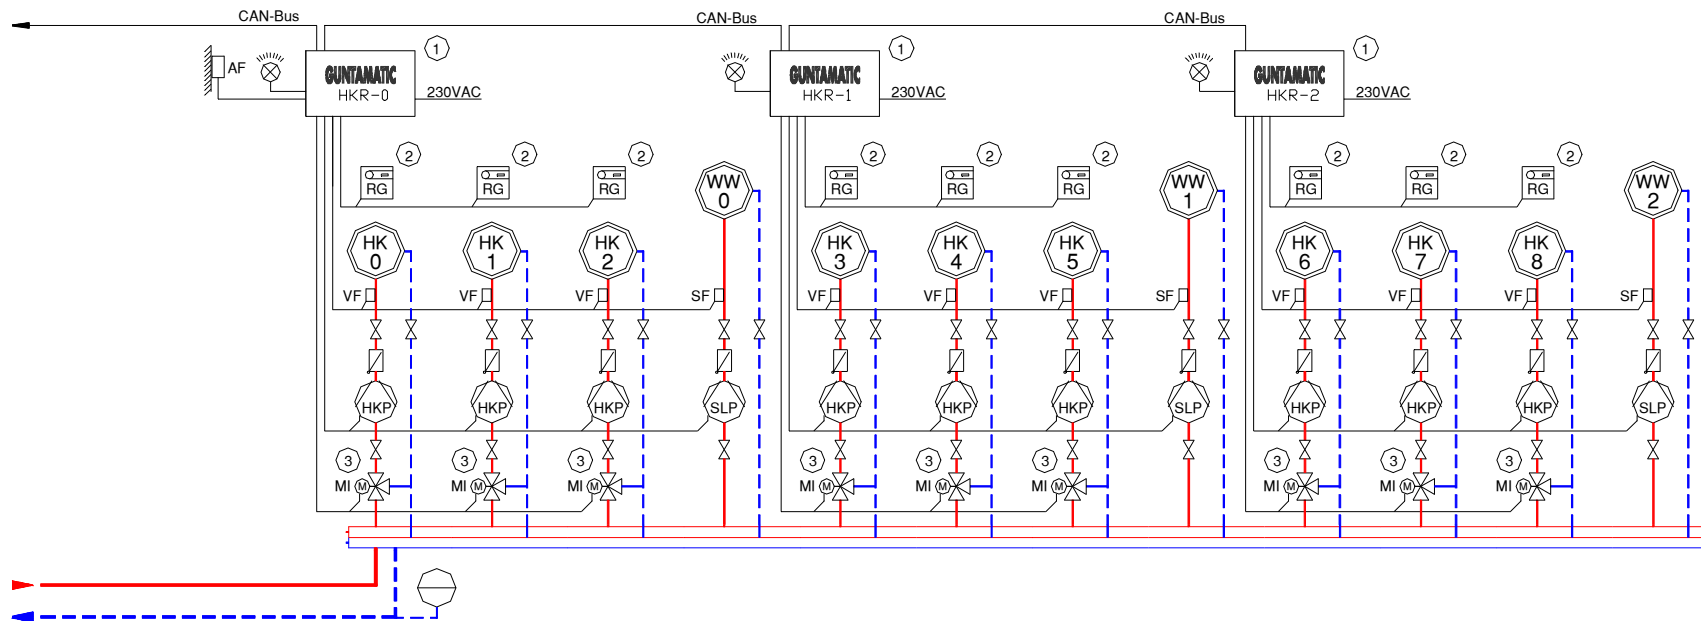 CAN-Bus CAN-Bus CAN-Bus
1 1 1
AF
GUNTAMATIC GUNTAMATIC GUNTAMATIC
HKR-0 230VAC HKR-1 230VAC HKR-2 230VAC
2 2 2 2 2 2 2 2 2
RG RG RG RG RG RG RG RG RG
WW WW WW
0 1 2
HK HK HK HK HK HK HK HK HK
0 1 2 3 4 5 6 7 8
VF VF VF SF VF VF VF SF VF VF VF SF
HKP HKP HKP SLP HKP HKP HKP SLP HKP HKP HKP SLP
3 3 3 3 3 3 3 3 3
MI M MI M MI M MI M MI M MI M MI M MI M MI M